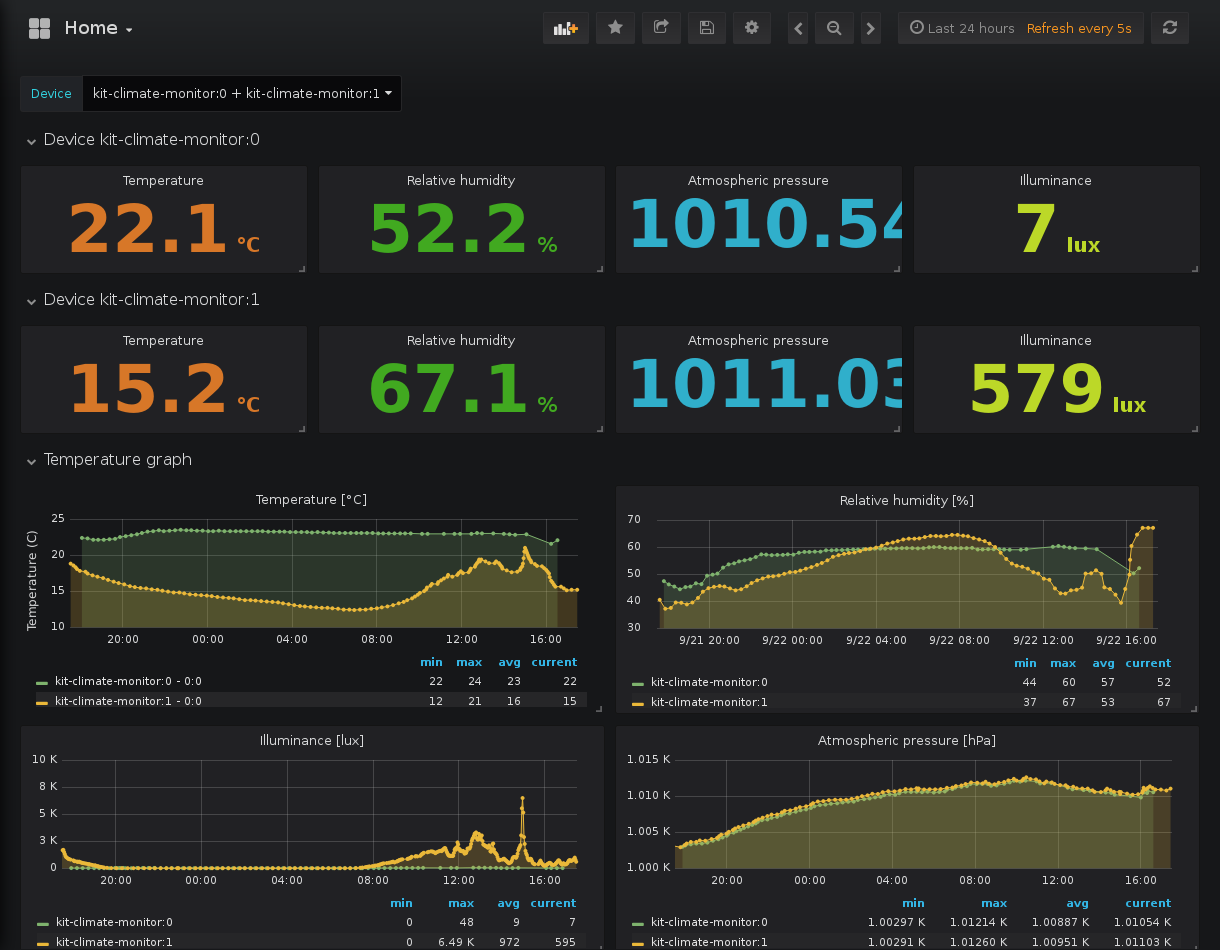 Home
Last 24 hours Refresh every 5s
Device kit-climate-monitor:0 + kit-climate-monitor:1
Device kit-climate-monitor:0
Temperature Relative humidity Atmospheric pressure Illuminance
22.1 °C 52.2 % 1010.54 7 lux
Device kit-climate-monitor:1
Temperature Relative humidity Atmospheric pressure Illuminance
15.2 °C 67.1 % 1011.03 579 lux
Temperature graph
Temperature [°C]
Temperature (C)
25
20
15
10
20:00 00:00 04:00 08:00 12:00 16:00
min max avg current
kit-climate-monitor:0 - 0:0 22 24 23 22
kit-climate-monitor:1 - 0:0 12 21 16 15
Relative humidity [%]
70
60
50
40
30
9/21 20:00 9/22 00:00 9/22 04:00 9/22 08:00 9/22 12:00 9/22 16:00
min max avg current
kit-climate-monitor:0 44 60 57 52
kit-climate-monitor:1 37 67 53 67
Illuminance [lux]
10 K
8 K
5 K
3 K
0
20:00 00:00 04:00 08:00 12:00 16:00
min max avg current
kit-climate-monitor:0 0 48 9 7
kit-climate-monitor:1 0 6.49 K 972 595
Atmospheric pressure [hPa]
1.015 K
1.010 K
1.005 K
1.000 K
20:00 00:00 04:00 08:00 12:00 16:00
min max avg current
kit-climate-monitor:0 1.00297 K 1.01214 K 1.00887 K 1.01054 K
kit-climate-monitor:1 1.00291 K 1.01260 K 1.00951 K 1.01103 K